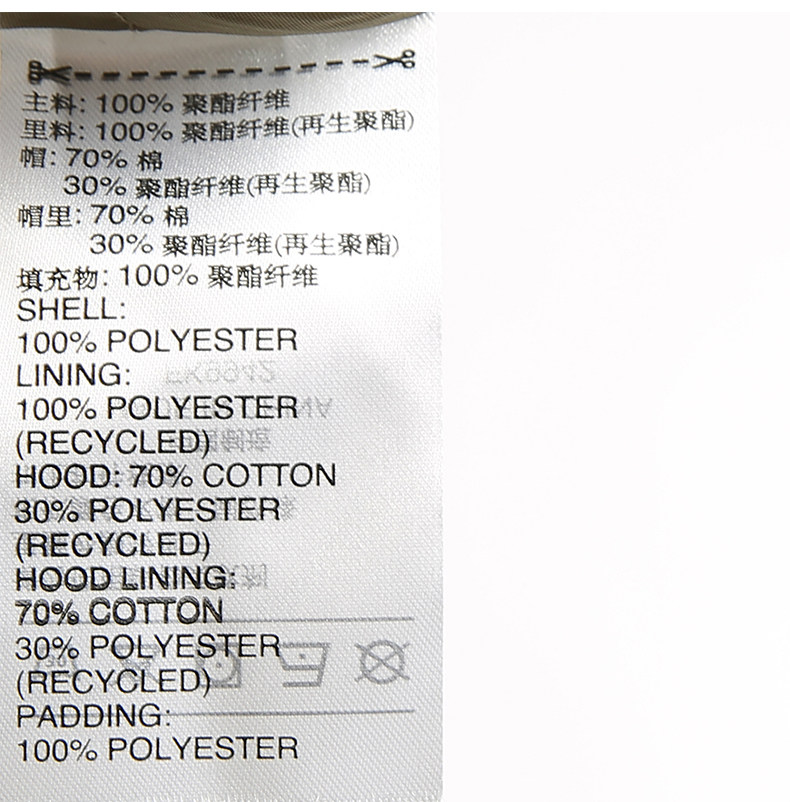 主料: 100% 聚酯纤维
里料: 100% 聚酯纤维(再生聚酯)
帽: 70% 棉
30% 聚酯纤维(再生聚酯)
帽里: 70% 棉
30% 聚酯纤维(再生聚酯)
填充物: 100% 聚酯纤维
SHELL:
100% POLYESTER
LINING:
100% POLYESTER
(RECYCLED)
HOOD: 70% COTTON
30% POLYESTER
(RECYCLED)
HOOD LINING:
70% COTTON
30% POLYESTER
(RECYCLED)
PADDING:
100% POLYESTER